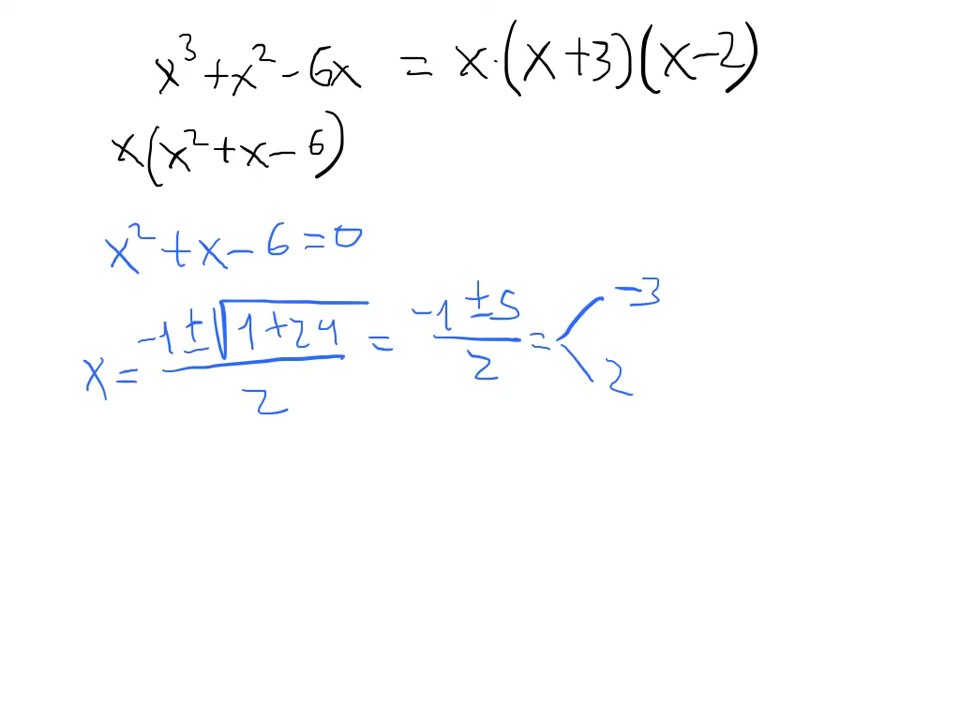 x³+x²-6x = x·(x+3)(x-2)
x(x²+x-6)
x²+x-6=0
x = (-1±√(1+24))/2 = (-1±5)/2 = < -3
2